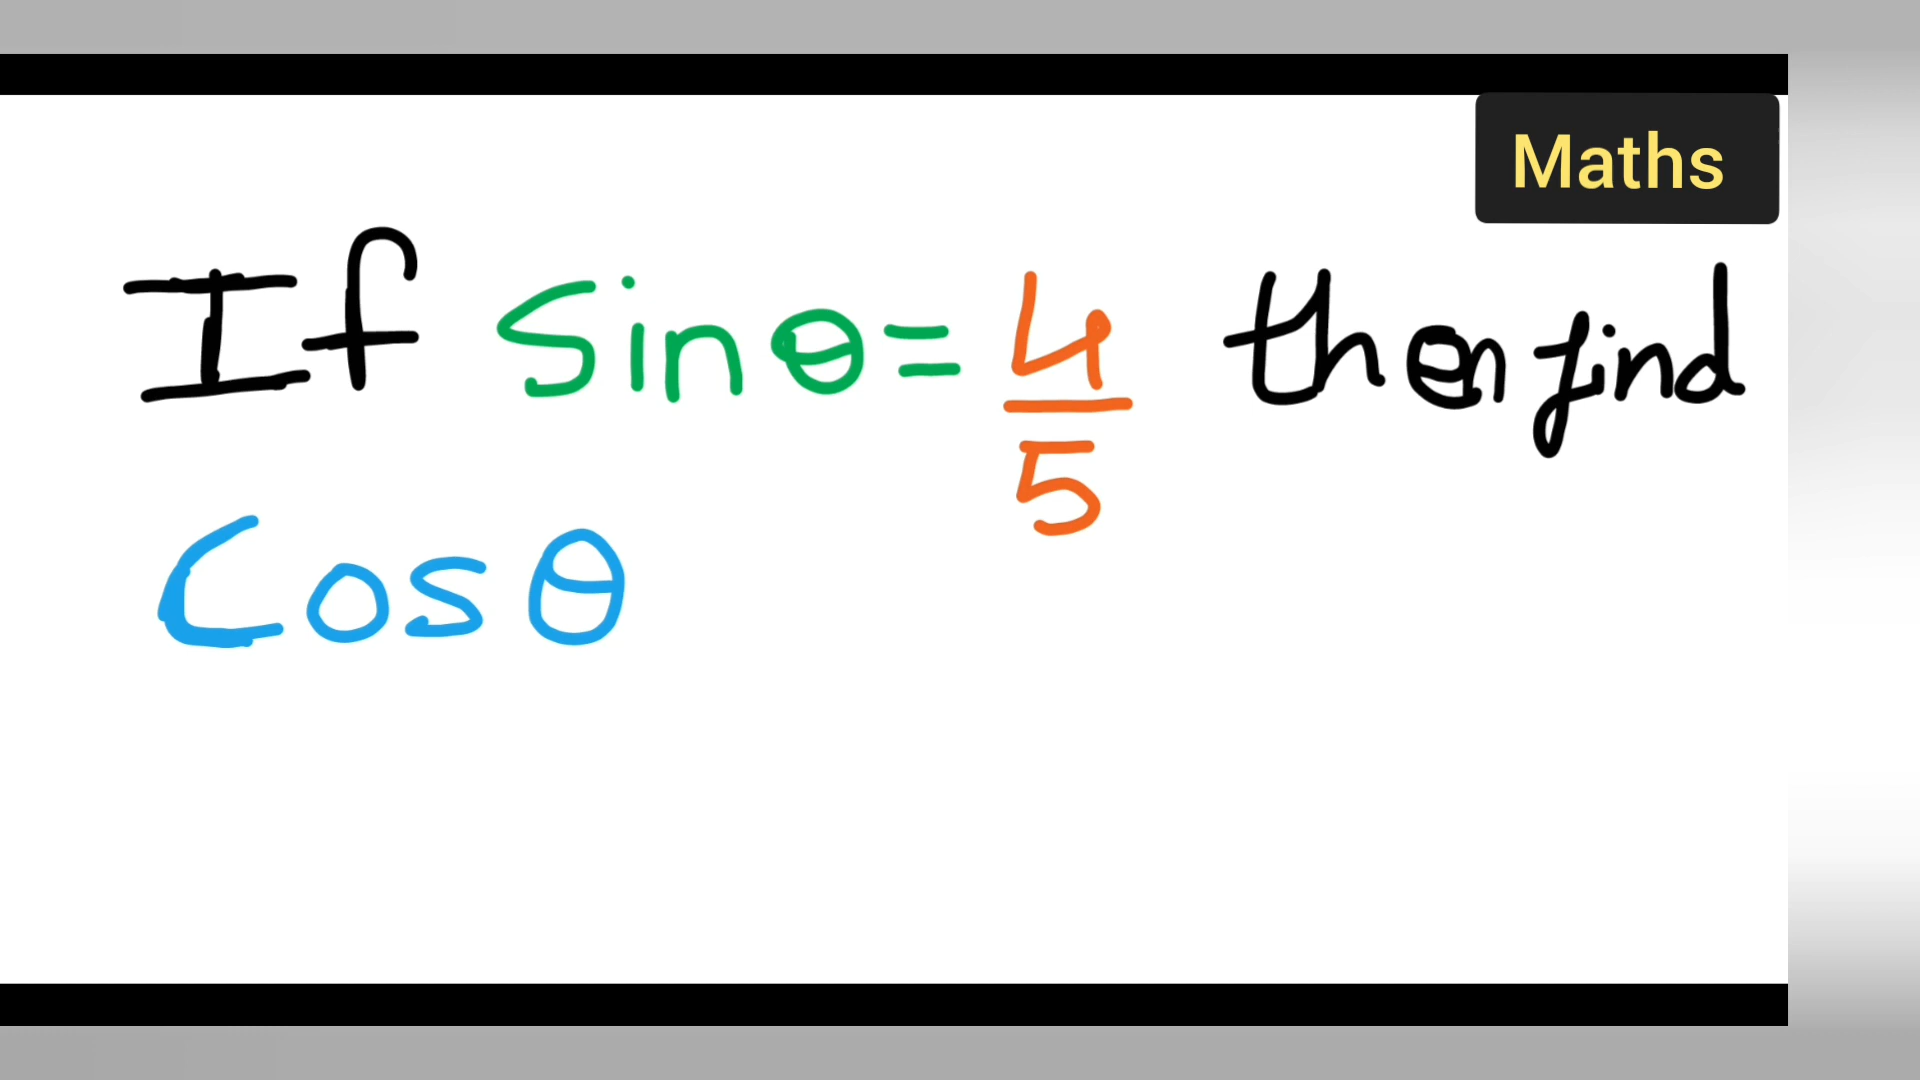 Maths
If Sinθ = 4/5 then find
Cosθ